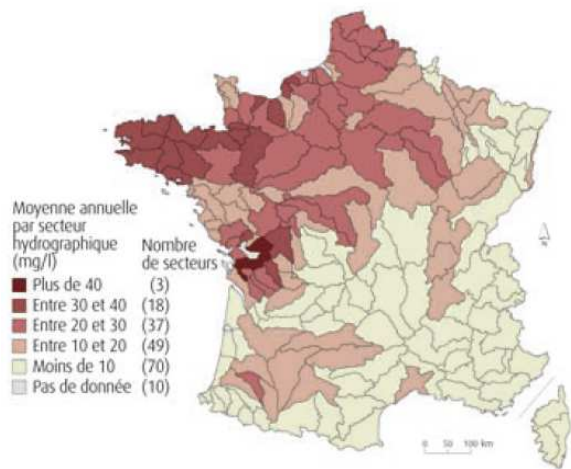 Moyenne annuelle
par secteur
hydrographique
(mg/l)
Nombre
de secteurs
Plus de 40 (3)
Entre 30 et 40 (18)
Entre 20 et 30 (37)
Entre 10 et 20 (49)
Moins de 10 (70)
Pas de donnée (10)
N
0 50 100 km